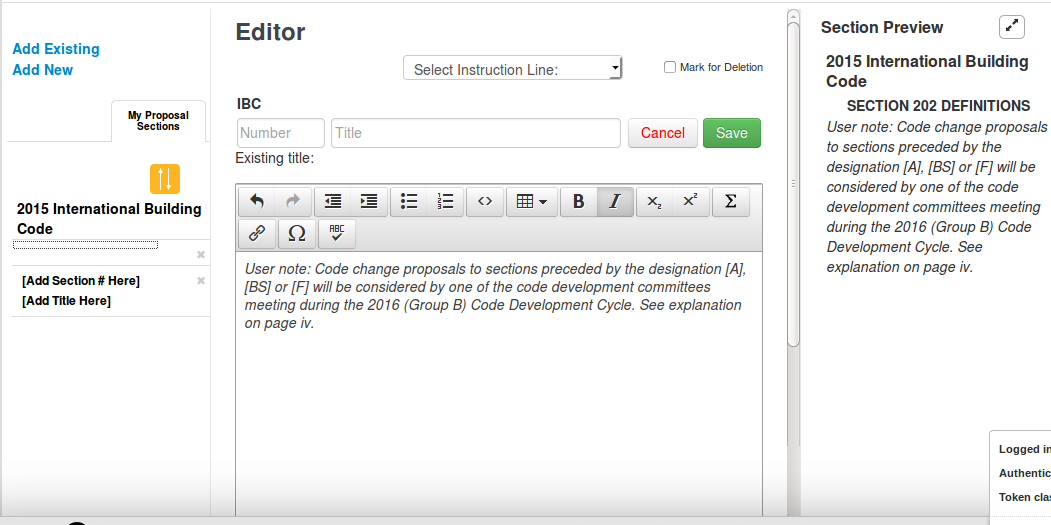 Add Existing
Add New
My Proposal
Sections
2015 International Building
Code
[Add Section # Here]
[Add Title Here]
Editor
Select Instruction Line:
Mark for Deletion
IBC
Number
Title
Cancel
Save
Existing title:
B
I
x₂
x²
Σ
Ω
ABC
User note: Code change proposals to sections preceded by the designation [A],
[BS] or [F] will be considered by one of the code development committees
meeting during the 2016 (Group B) Code Development Cycle. See explanation
on page iv.
Section Preview
2015 International Building
Code
SECTION 202 DEFINITIONS
User note: Code change proposals
to sections preceded by the
designation [A], [BS] or [F] will be
considered by one of the code
development committees meeting
during the 2016 (Group B) Code
Development Cycle. See
explanation on page iv.
Logged in
Authentic
Token clas